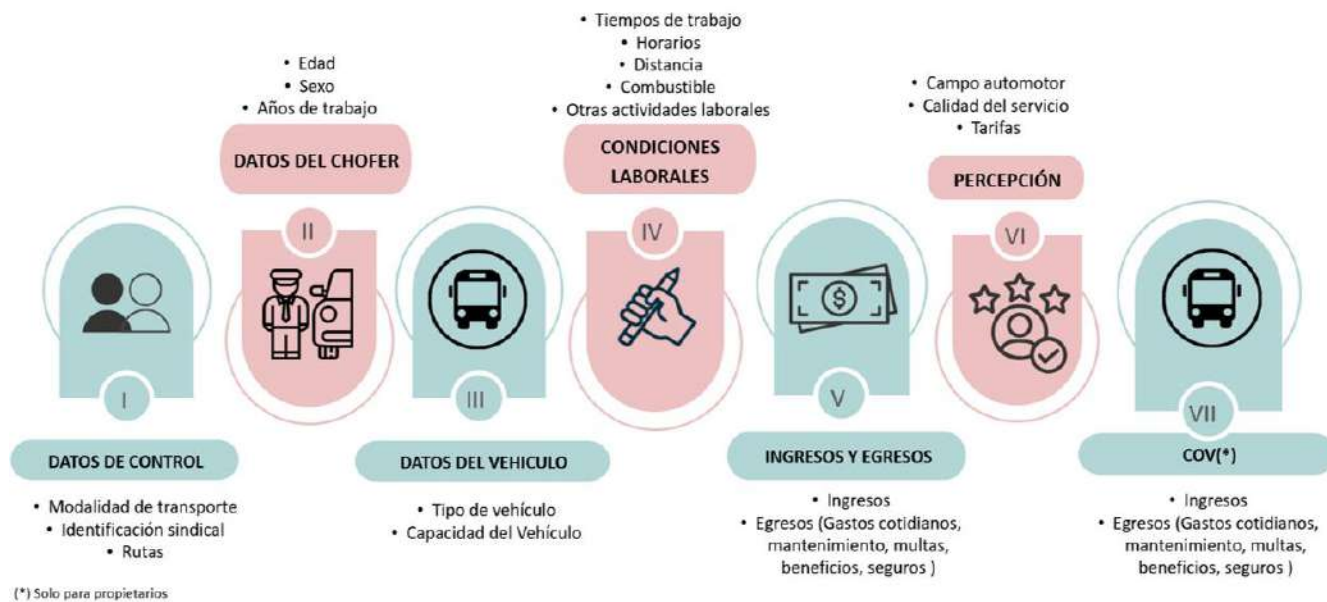 • Edad
• Sexo
• Años de trabajo
DATOS DEL CHOFER
II
• Tiempos de trabajo
• Horarios
• Distancia
• Combustible
• Otras actividades laborales
CONDICIONES
LABORALES
IV
• Campo automotor
• Calidad del servicio
• Tarifas
PERCEPCIÓN
VI
I
DATOS DE CONTROL
• Modalidad de transporte
• Identificación sindical
• Rutas
III
DATOS DEL VEHICULO
• Tipo de vehículo
• Capacidad del Vehículo
$
V
INGRESOS Y EGRESOS
• Ingresos
• Egresos (Gastos cotidianos,
mantenimiento, multas,
beneficios, seguros )
VII
COV(*)
• Ingresos
• Egresos (Gastos cotidianos,
mantenimiento, multas,
beneficios, seguros )
(*) Solo para propietarios